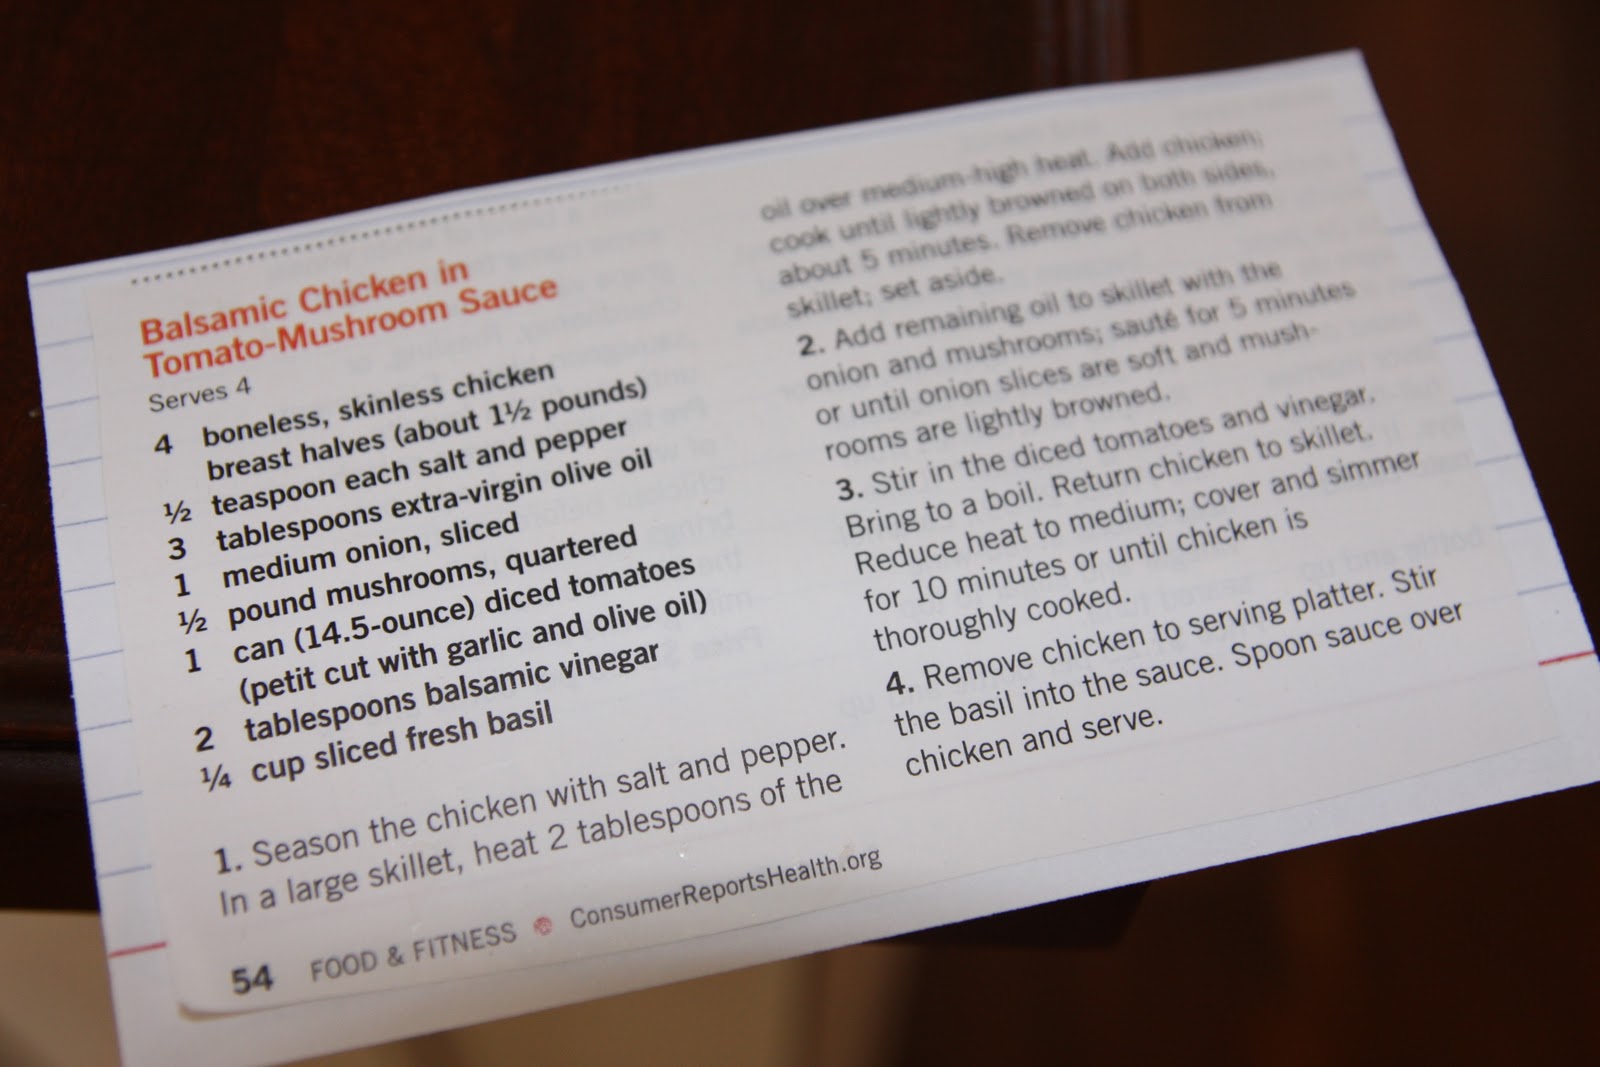 Balsamic Chicken in
Tomato-Mushroom Sauce
Serves 4
4 boneless, skinless chicken
breast halves (about 1½ pounds)
½ teaspoon each salt and pepper
3 tablespoons extra-virgin olive oil
1 medium onion, sliced
½ pound mushrooms, quartered
1 can (14.5-ounce) diced tomatoes
(petit cut with garlic and olive oil)
2 tablespoons balsamic vinegar
¼ cup sliced fresh basil
1. Season the chicken with salt and pepper.
In a large skillet, heat 2 tablespoons of the
oil over medium-high heat. Add chicken;
cook until lightly browned on both sides,
about 5 minutes. Remove chicken from
skillet; set aside.
2. Add remaining oil to skillet with the
onion and mushrooms; sauté for 5 minutes
or until onion slices are soft and mush-
rooms are lightly browned.
3. Stir in the diced tomatoes and vinegar.
Bring to a boil. Return chicken to skillet.
Reduce heat to medium; cover and simmer
for 10 minutes or until chicken is
thoroughly cooked.
4. Remove chicken to serving platter. Stir
the basil into the sauce. Spoon sauce over
chicken and serve.
54 FOOD & FITNESS ConsumerReportsHealth.org